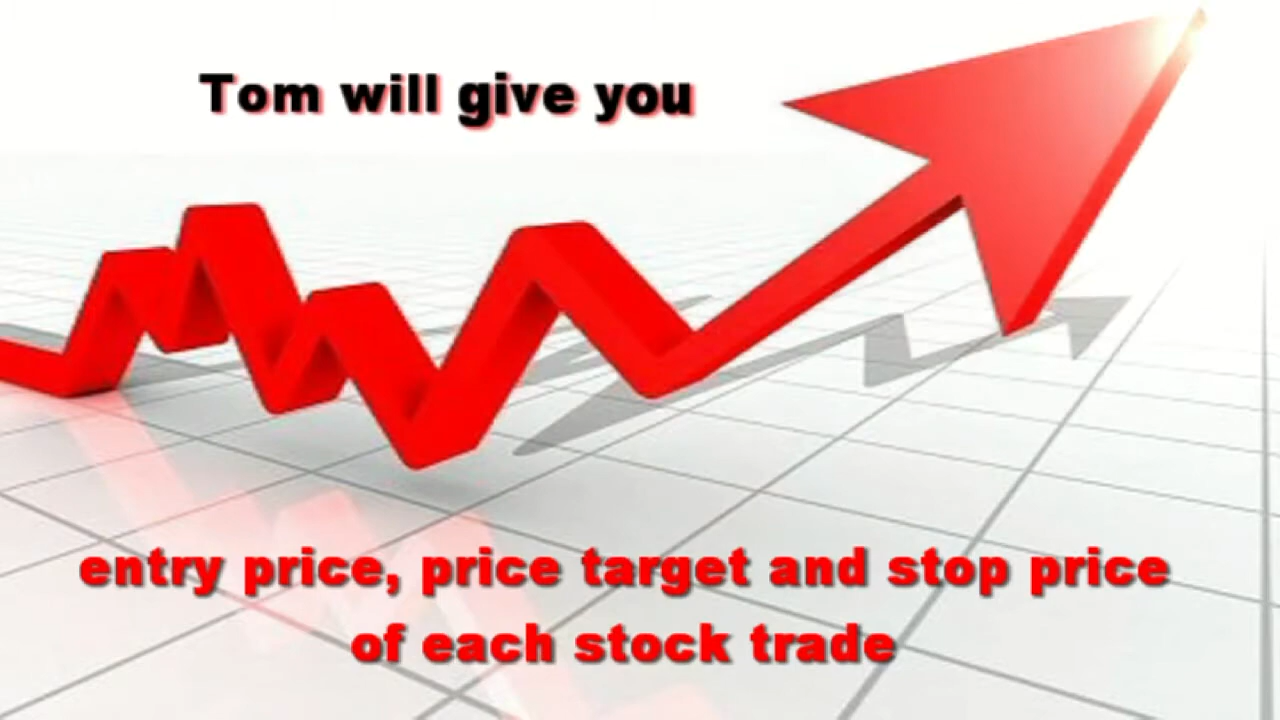 Tom will give you
entry price, price target and stop price
of each stock trade